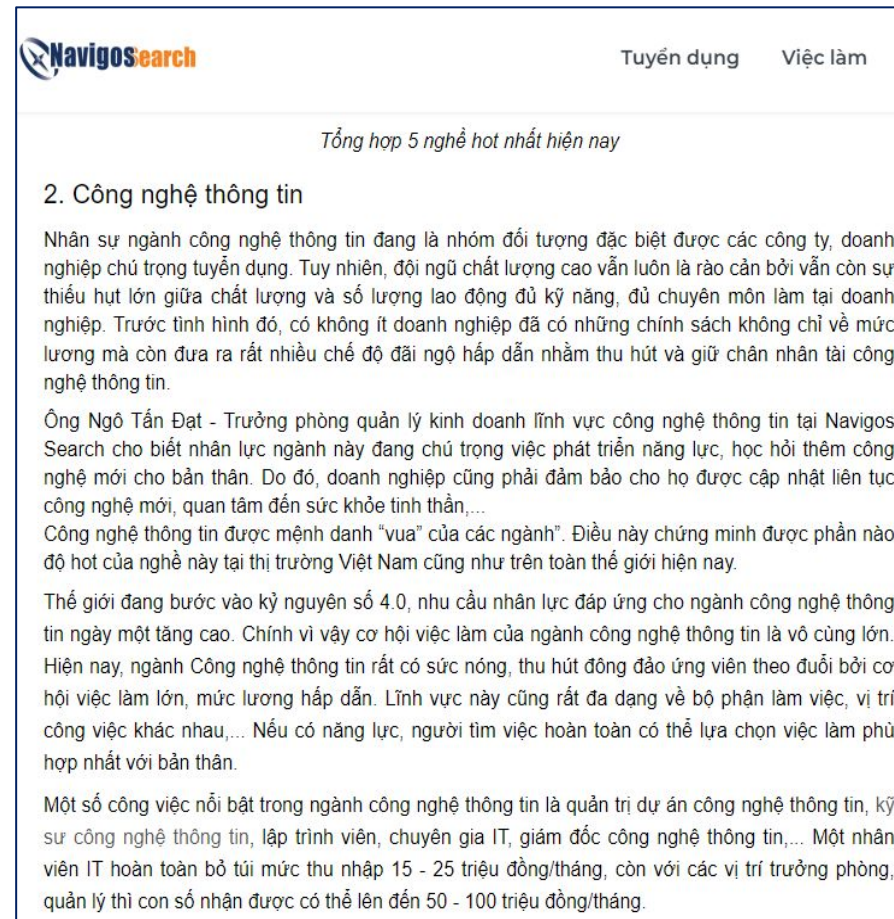 NavigosSearch
Tuyển dụng Việc làm
Tổng hợp 5 nghề hot nhất hiện nay
2. Công nghệ thông tin
Nhân sự ngành công nghệ thông tin đang là nhóm đối tượng đặc biệt được các công ty, doanh
nghiệp chú trọng tuyển dụng. Tuy nhiên, đội ngũ chất lượng cao vẫn luôn là rào cản bởi vẫn còn sự
thiếu hụt lớn giữa chất lượng và số lượng lao động đủ kỹ năng, đủ chuyên môn làm tại doanh
nghiệp. Trước tình hình đó, có không ít doanh nghiệp đã có những chính sách không chỉ về mức
lương mà còn đưa ra rất nhiều chế độ đãi ngộ hấp dẫn nhằm thu hút và giữ chân nhân tài công
nghệ thông tin.
Ông Ngô Tấn Đạt - Trưởng phòng quản lý kinh doanh lĩnh vực công nghệ thông tin tại Navigos
Search cho biết nhân lực ngành này đang chú trọng việc phát triển năng lực, học hỏi thêm công
nghệ mới cho bản thân. Do đó, doanh nghiệp cũng phải đảm bảo cho họ được cập nhật liên tục
công nghệ mới, quan tâm đến sức khỏe tinh thần,...
Công nghệ thông tin được mệnh danh “vua” của các ngành”. Điều này chứng minh được phần nào
độ hot của nghề này tại thị trường Việt Nam cũng như trên toàn thế giới hiện nay.
Thế giới đang bước vào kỷ nguyên số 4.0, nhu cầu nhân lực đáp ứng cho ngành công nghệ thông
tin ngày một tăng cao. Chính vì vậy cơ hội việc làm của ngành công nghệ thông tin là vô cùng lớn.
Hiện nay, ngành Công nghệ thông tin rất có sức nóng, thu hút đông đảo ứng viên theo đuổi bởi cơ
hội việc làm lớn, mức lương hấp dẫn. Lĩnh vực này cũng rất đa dạng về bộ phận làm việc, vị trí
công việc khác nhau,... Nếu có năng lực, người tìm việc hoàn toàn có thể lựa chọn việc làm phù
hợp nhất với bản thân.
Một số công việc nổi bật trong ngành công nghệ thông tin là quản trị dự án công nghệ thông tin, kỹ
sư công nghệ thông tin, lập trình viên, chuyên gia IT, giám đốc công nghệ thông tin,... Một nhân
viên IT hoàn toàn bỏ túi mức thu nhập 15 - 25 triệu đồng/tháng, còn với các vị trí trưởng phòng,
quản lý thì con số nhận được có thể lên đến 50 - 100 triệu đồng/tháng.